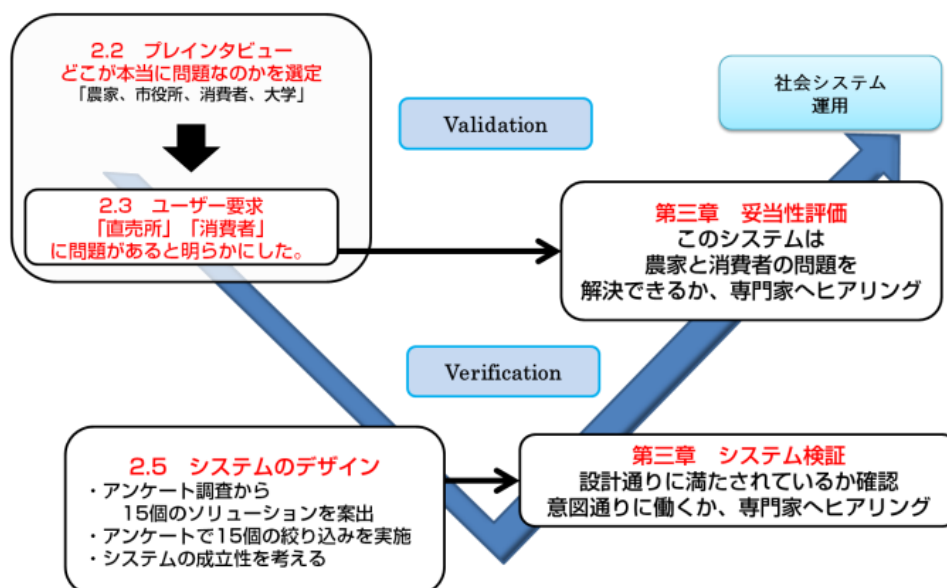 2.2　プレインタビュー
どこが本当に問題なのかを選定
「農家、市役所、消費者、大学」
2.3　ユーザー要求
「直売所」「消費者」
に問題があると明らかにした。
Validation
社会システム
運用
第三章　妥当性評価
このシステムは
農家と消費者の問題を
解決できるか、専門家へヒアリング
Verification
2.5　システムのデザイン
・アンケート調査から
15個のソリューションを案出
・アンケートで15個の絞り込みを実施
・システムの成立性を考える
第三章　システム検証
設計通りに満たされているか確認
意図通りに働くか、専門家へヒアリング